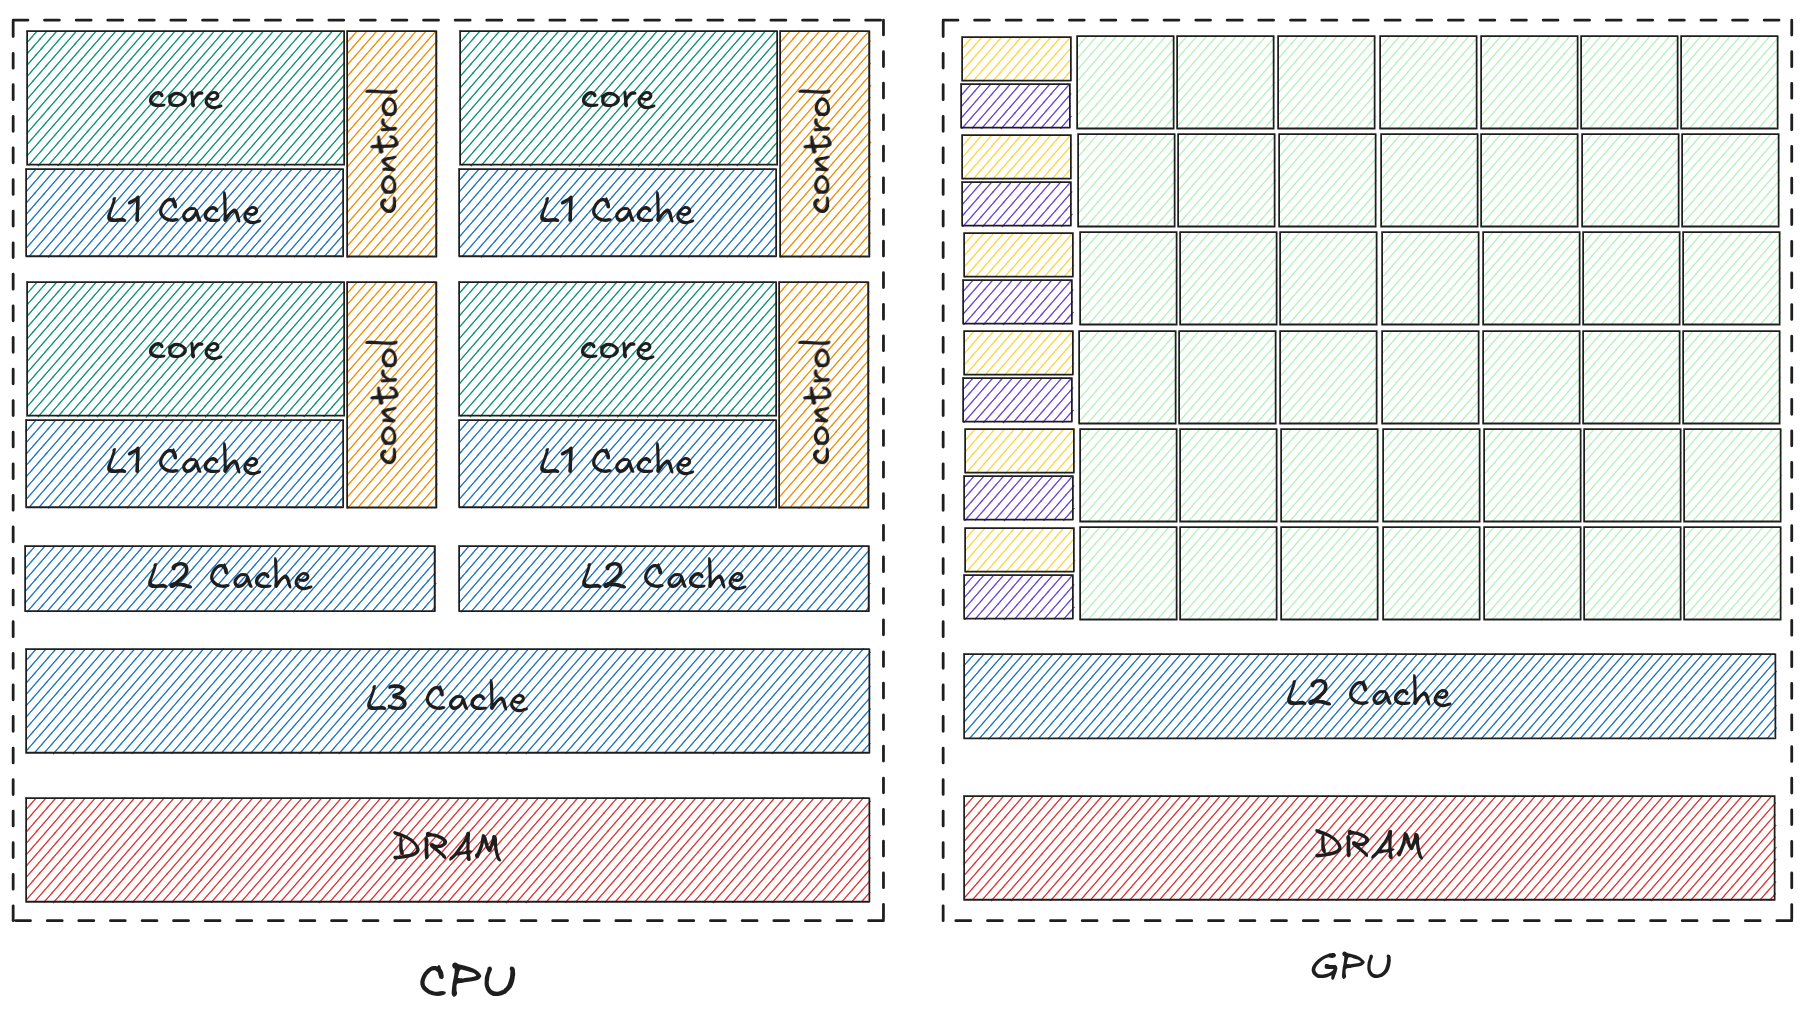 core
control
core
control
L1 Cache
L1 Cache
core
control
core
control
L1 Cache
L1 Cache
L2 Cache
L2 Cache
L3 Cache
DRAM
CPU
L2 Cache
DRAM
GPU